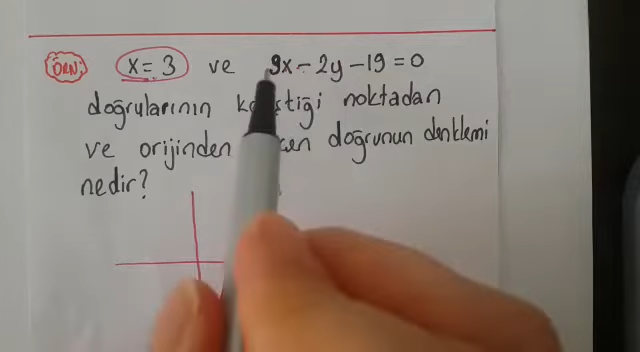 ÖRN: x = 3 ve 9x - 2y - 19 = 0
doğrularının noktadan
ve orijinden doğrunun denklemi
nedir?